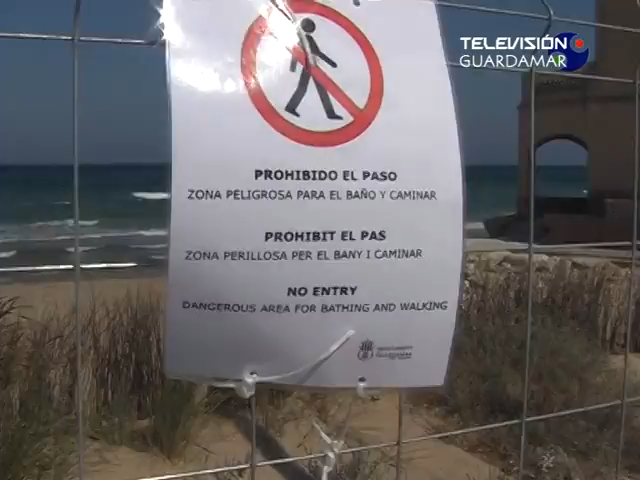 TELEVISIÓN
GUARDAMAR
PROHIBIDO EL PASO
ZONA PELIGROSA PARA EL BAÑO Y CAMINAR
PROHIBIT EL PAS
ZONA PERILLOSA PER EL BANY I CAMINAR
NO ENTRY
DANGEROUS AREA FOR BATHING AND WALKING